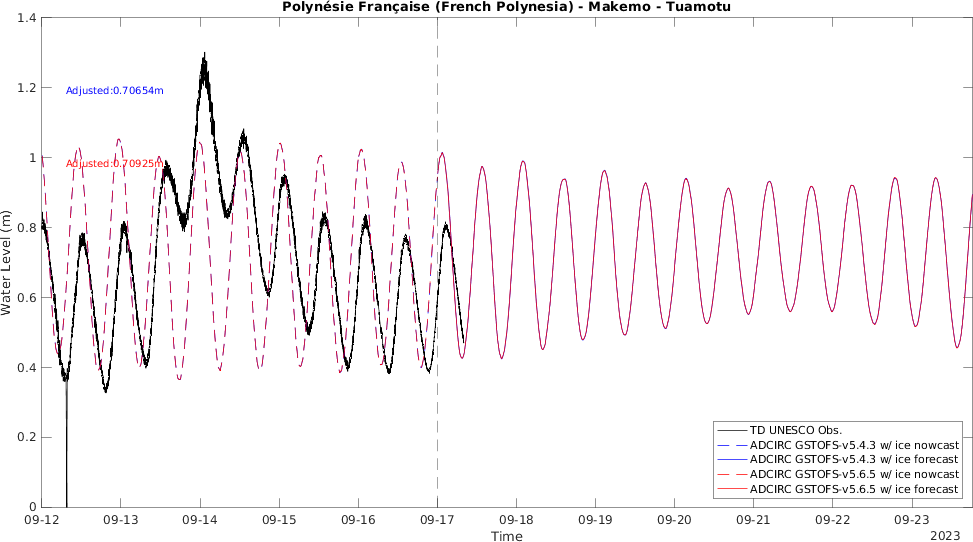 Polynésie Française (French Polynesia) - Makemo - Tuamotu
1.4
1.2
1
0.8
0.6
0.4
0.2
0
Water Level (m)
Adjusted:0.70654m
Adjusted:0.70925m
TD UNESCO Obs.
ADCIRC GSTOFS-v5.4.3 w/ ice nowcast
ADCIRC GSTOFS-v5.4.3 w/ ice forecast
ADCIRC GSTOFS-v5.6.5 w/ ice nowcast
ADCIRC GSTOFS-v5.6.5 w/ ice forecast
09-12 09-13 09-14 09-15 09-16 09-17 09-18 09-19 09-20 09-21 09-22 09-23
Time
2023